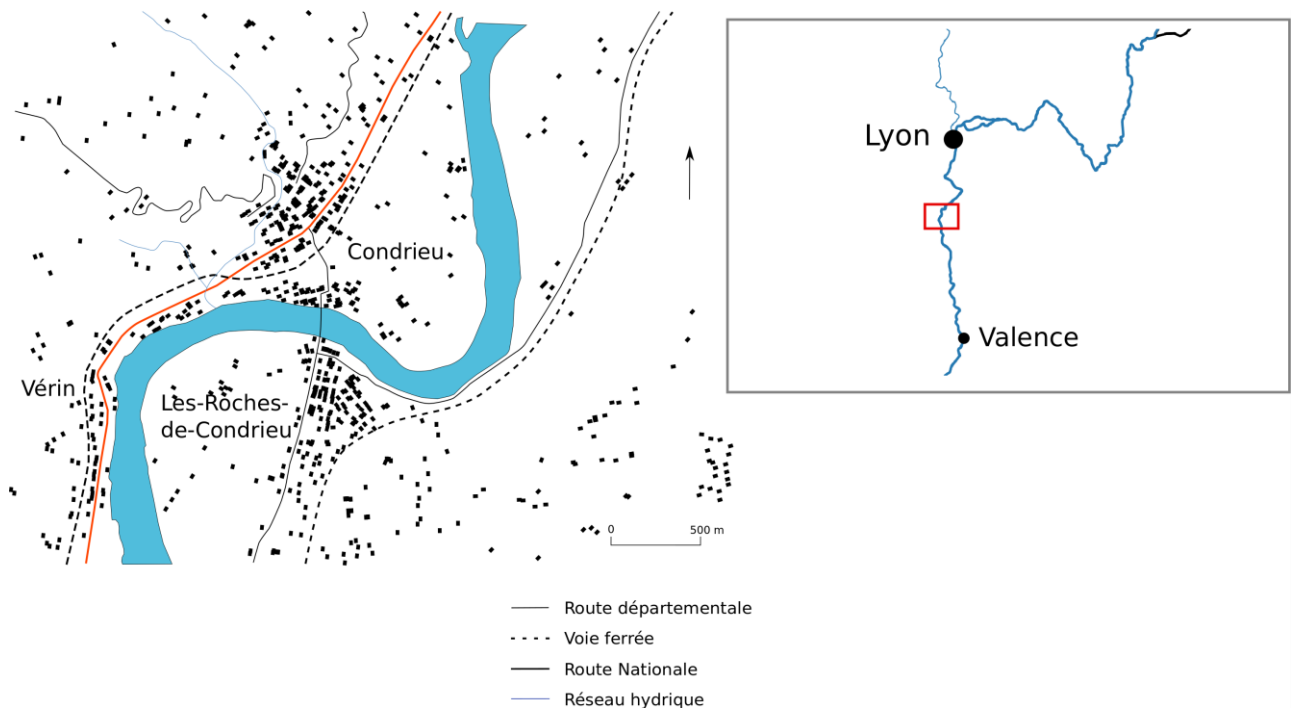 Condrieu
Vérin
Les-Roches-
de-Condrieu
0
500 m
Lyon
Valence
Route départementale
Voie ferrée
Route Nationale
Réseau hydrique